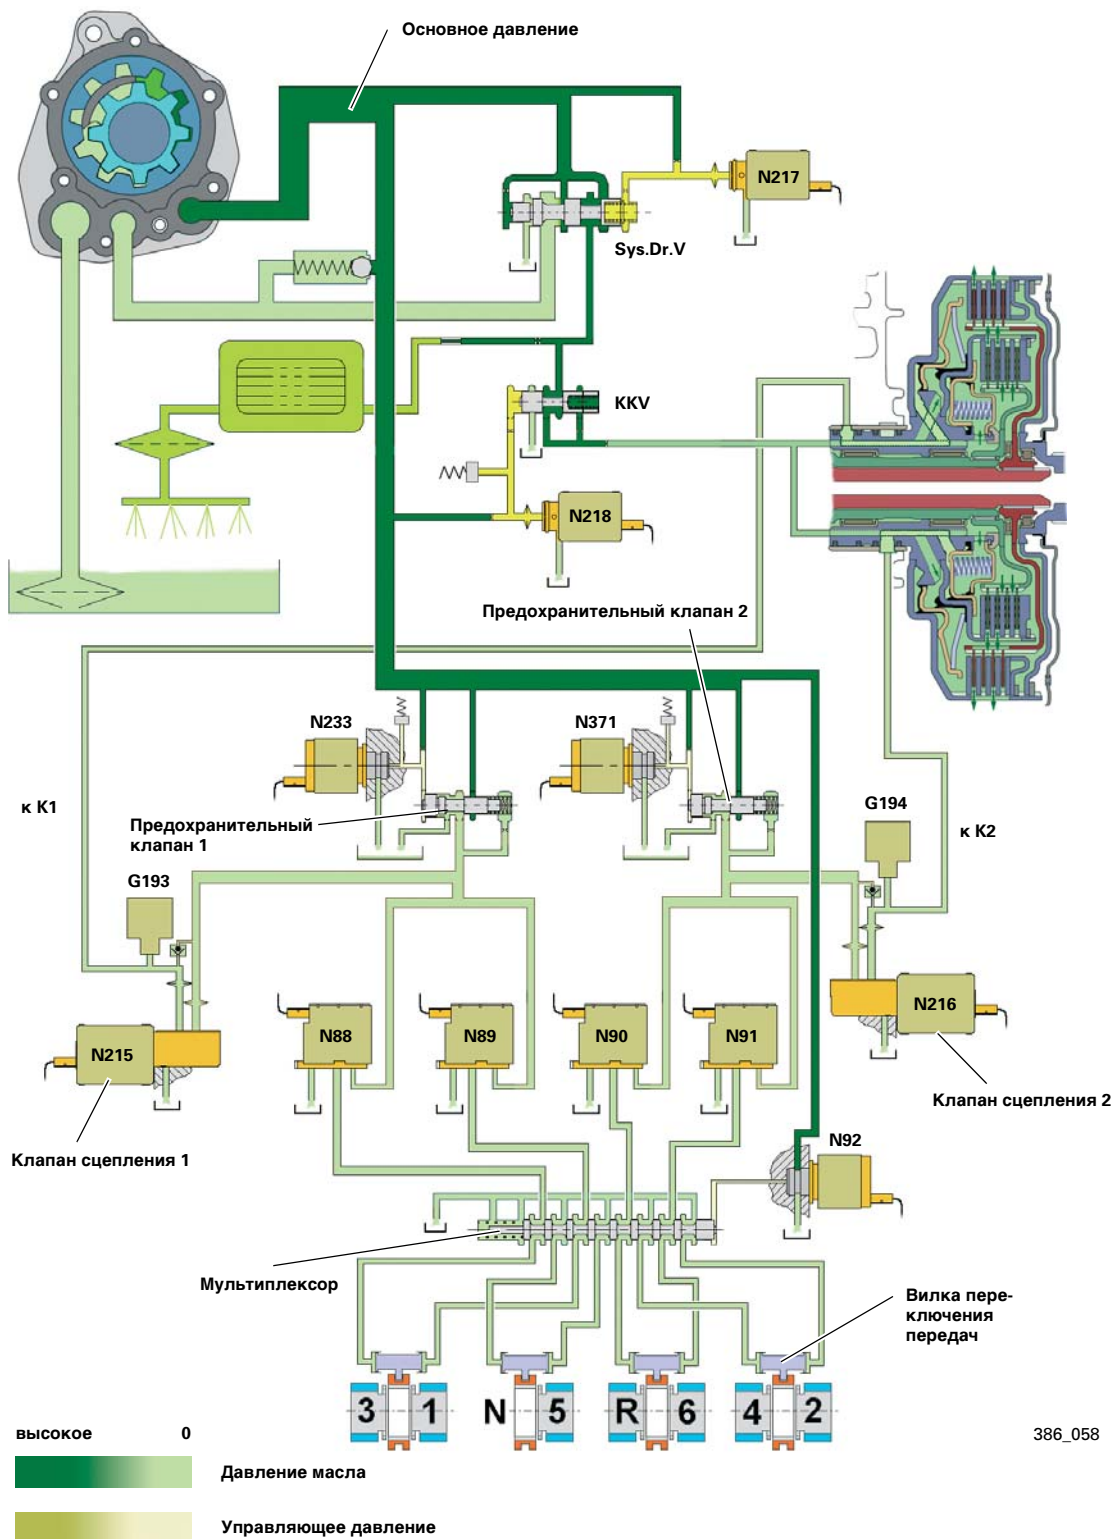 Основное давление
N217
Sys.Dr.V
KKV
N218
Предохранительный клапан 2
N233
N371
к К1
Предохранительный
клапан 1
G194
к К2
G193
N88
N89
N90
N91
N216
N215
Клапан сцепления 2
Клапан сцепления 1
N92
Мультиплексор
Вилка пере-
ключения
передач
3 1 N 5 R 6 4 2
высокое 0
386_058
Давление масла
Управляющее давление